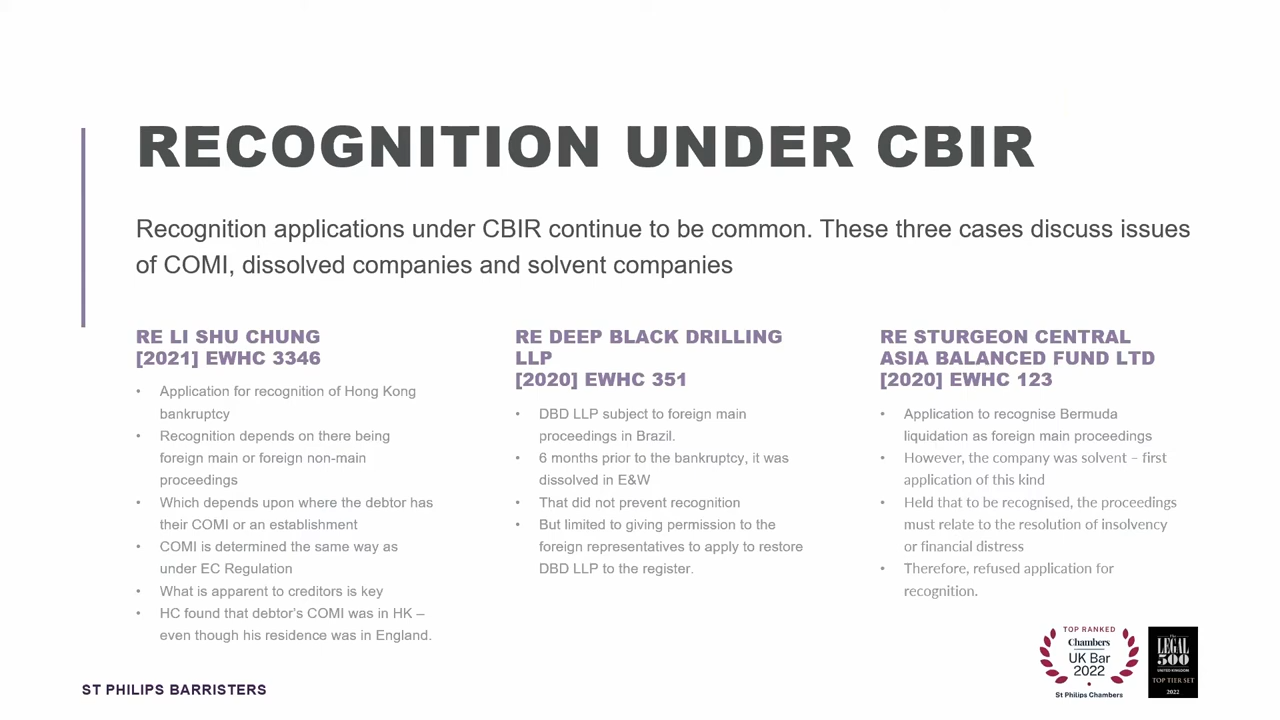 RECOGNITION UNDER CBIR
Recognition applications under CBIR continue to be common. These three cases discuss issues
of COMI, dissolved companies and solvent companies
RE LI SHU CHUNG
[2021] EWHC 3346
• Application for recognition of Hong Kong
bankruptcy
• Recognition depends on there being
foreign main or foreign non-main
proceedings
• Which depends upon where the debtor has
their COMI or an establishment
• COMI is determined the same way as
under EC Regulation
• What is apparent to creditors is key
• HC found that debtor's COMI was in HK –
even though his residence was in England.
RE DEEP BLACK DRILLING
LLP
[2020] EWHC 351
• DBD LLP subject to foreign main
proceedings in Brazil.
• 6 months prior to the bankruptcy, it was
dissolved in E&W
• That did not prevent recognition
• But limited to giving permission to the
foreign representatives to apply to restore
DBD LLP to the register.
RE STURGEON CENTRAL
ASIA BALANCED FUND LTD
[2020] EWHC 123
• Application to recognise Bermuda
liquidation as foreign main proceedings
• However, the company was solvent – first
application of this kind
• Held that to be recognised, the proceedings
must relate to the resolution of insolvency
or financial distress
• Therefore, refused application for
recognition.
ST PHILIPS BARRISTERS
TOP RANKED
Chambers
UK Bar
2022
St Philips Chambers
The
LEGAL
500
UNITED KINGDOM
TOP TIER SET
2022